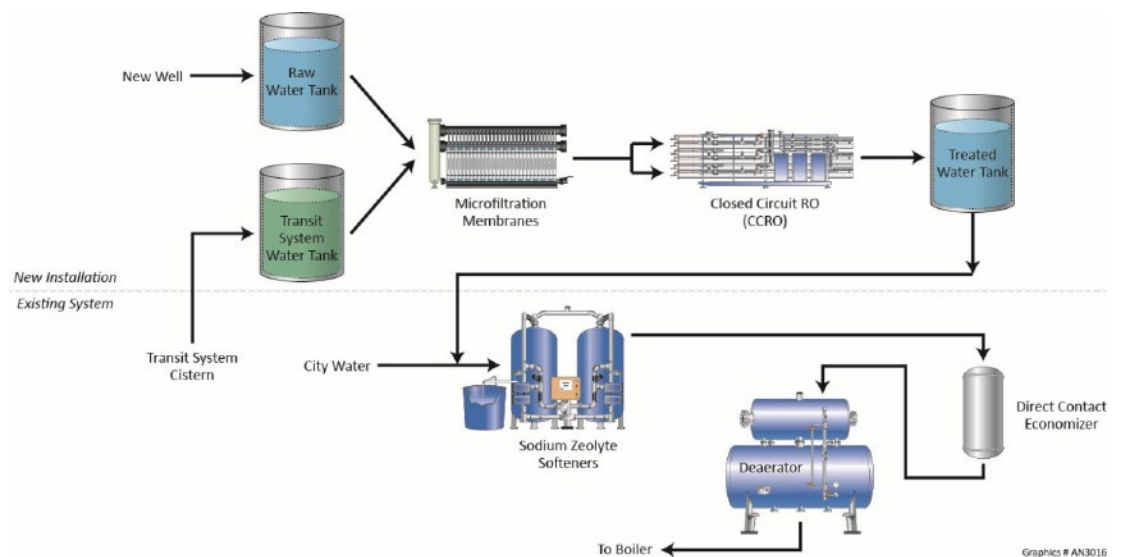 New Well
Raw
Water Tank
Transit
System
Water Tank
Microfiltration
Membranes
Closed Circuit RO
(CCRO)
Treated
Water Tank
New Installation
Existing System
Transit System
Cistern
City Water
Sodium Zeolyte
Softeners
Direct Contact
Economizer
Deaerator
To Boiler
Graphics # AN3016